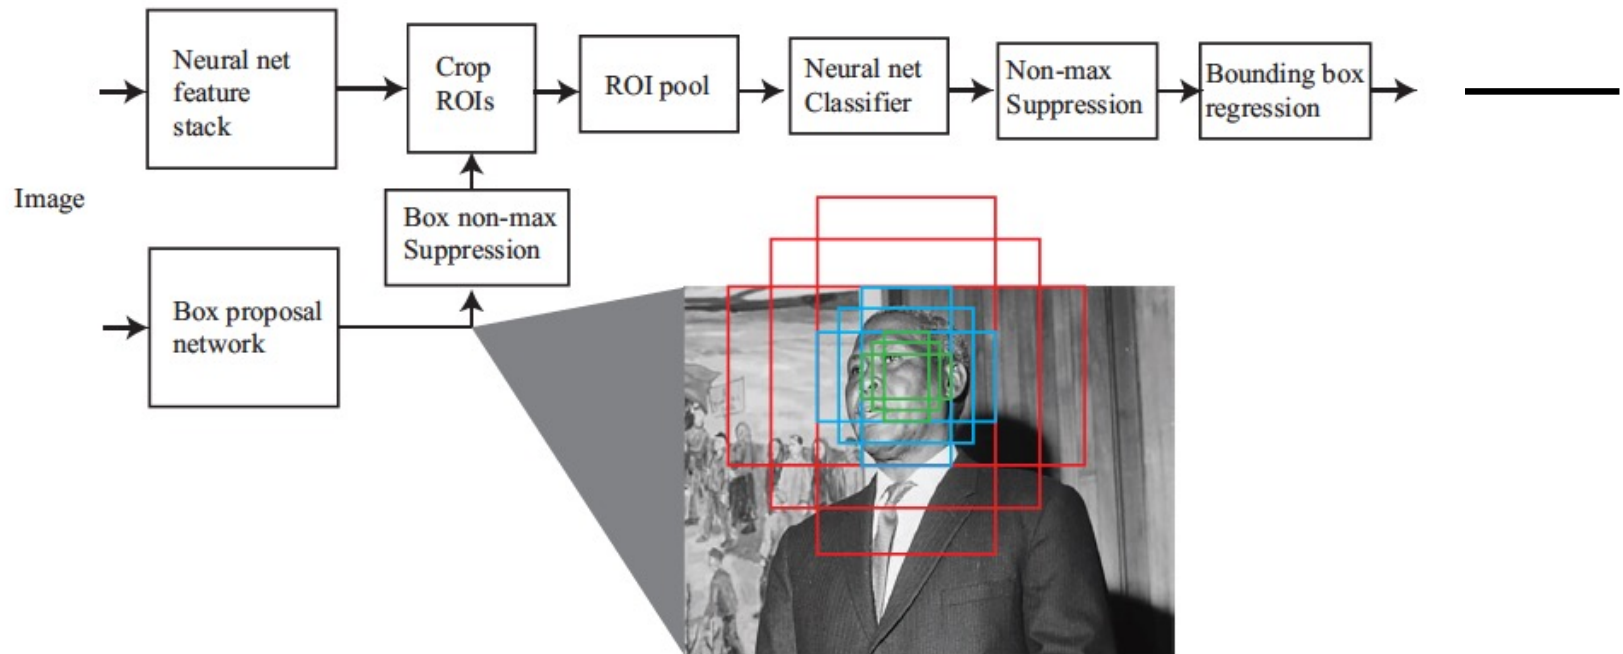 Neural net
feature
stack
Crop
ROIs
ROI pool
Neural net
Classifier
Non-max
Suppression
Bounding box
regression
Image
Box non-max
Suppression
Box proposal
network